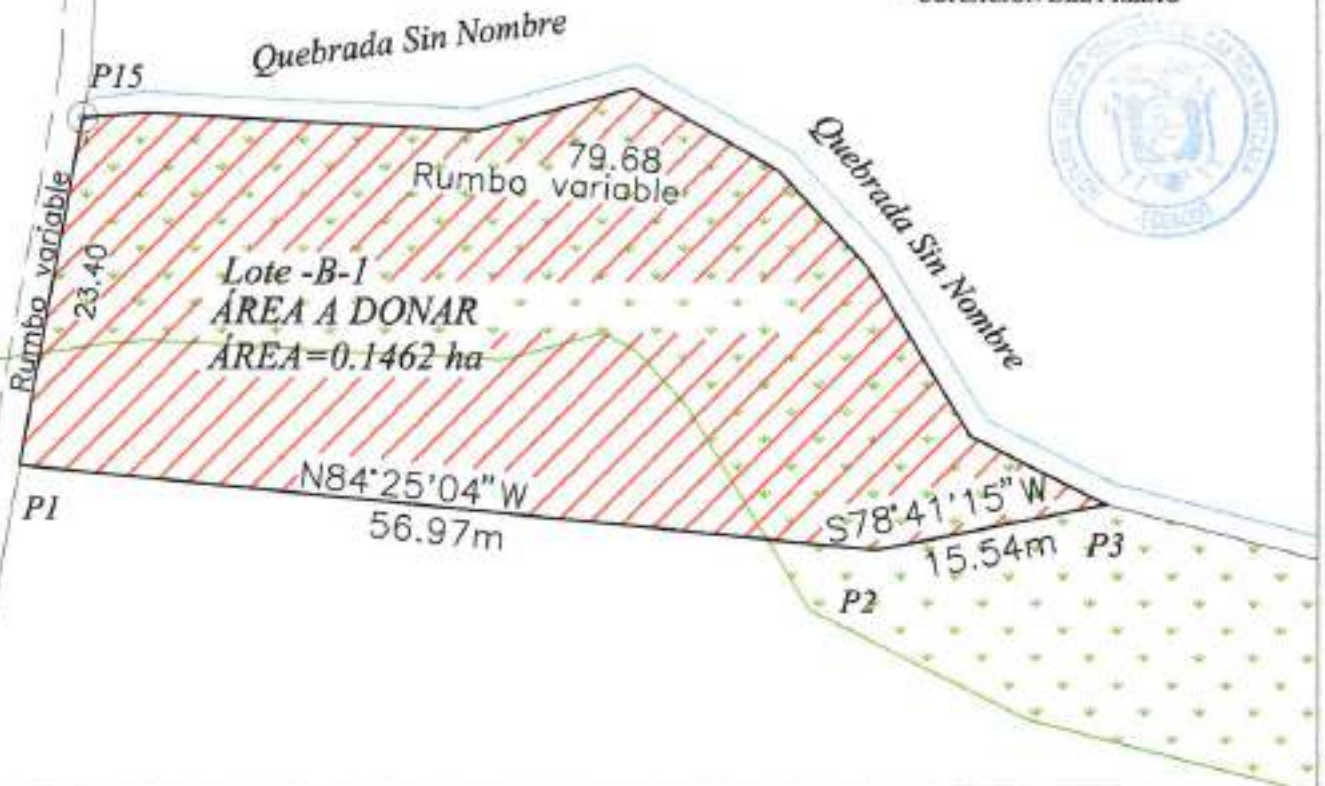 P15
Quebrada Sin Nombre
Quebrada Sin Nombre
79.68
Rumbo variable
Rumbo variable
23.40
Lote -B-1
ÁREA A DONAR
ÁREA=0.1462 ha
N84°25'04"W
56.97m
P1
S78°41'15"W
15.54m
P3
P2